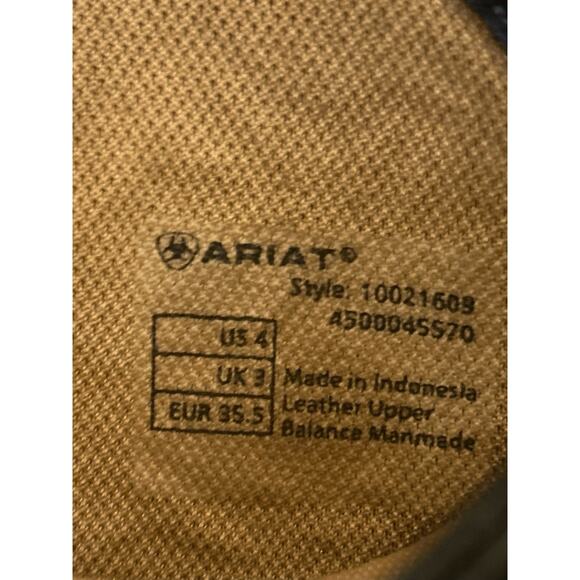 ARIAT®
Style: 10021608
4500045570
US 4
UK 3
EUR 35.5
Made in Indonesia
Leather Upper
Balance Manmade